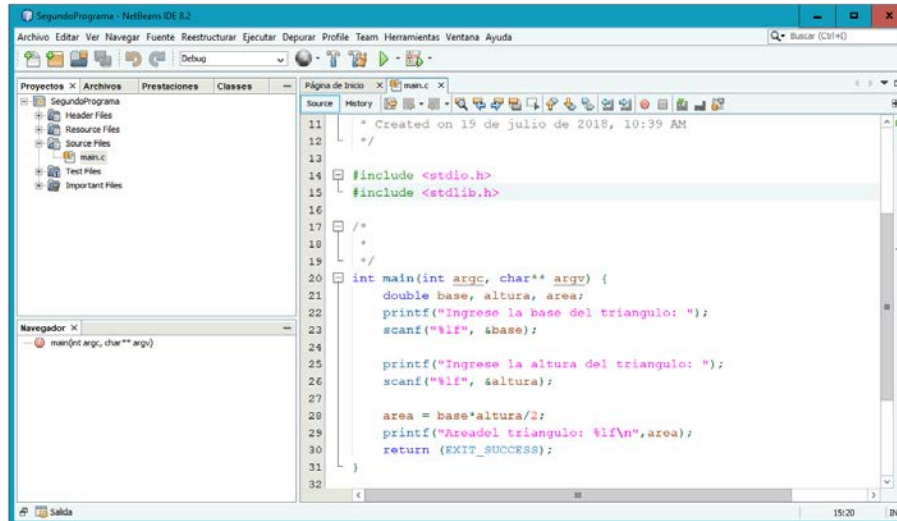 SegundoPrograma - NetBeans IDE 8.2
Archivo Editar Ver Navegar Fuente Reestructurar Ejecutar Depurar Profile Team Herramientas Ventana Ayuda
Buscar (Ctrl+I)
Debug
Proyectos Archivos Prestaciones Classes
SegundoPrograma
Header Files
Resource Files
Source Files
main.c
Test Files
Important Files
Navegador
main(int argc, char** argv)
Página de Inicio main.c
Source History
11 * Created on 19 de julio de 2018, 10:39 AM
12 */
13
14 #include <stdio.h>
15 #include <stdlib.h>
16
17 /*
18 *
19 */
20 int main(int argc, char** argv) {
21 double base, altura, area;
22 printf("Ingrese la base del triangulo: ");
23 scanf("%lf", &base);
24
25 printf("Ingrese la altura del triangulo: ");
26 scanf("%lf", &altura);
27
28 area = base*altura/2;
29 printf("Areadel triangulo: %lf\n",area);
30 return (EXIT_SUCCESS);
31 }
32
Salida
15:20